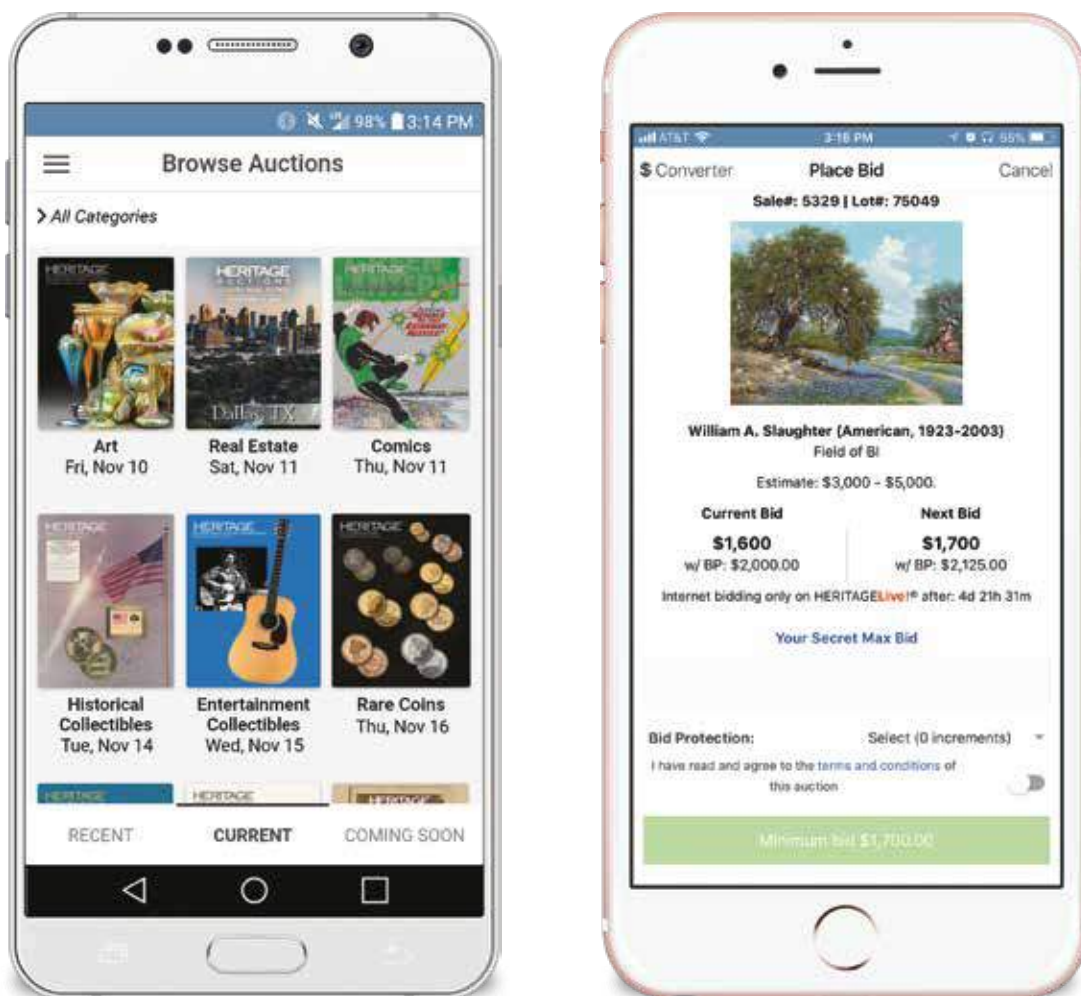 98% 3:14 PM
Browse Auctions
All Categories
HERITAGE
HERITAGE
AUCTIONS
Dallas, TX
Art
Fri, Nov 10
Real Estate
Sat, Nov 11
Comics
Thu, Nov 11
HERITAGE
HERITAGE
HERITAGE
Historical
Collectibles
Tue, Nov 14
Entertainment
Collectibles
Wed, Nov 15
Rare Coins
Thu, Nov 16
HERITAGE
HERITAGE
HERITAGE
RECENT CURRENT COMING SOON
AT&T 3:16 PM 55%
$ Converter Place Bid Cancel
Sale#: 5329 | Lot#: 75049
William A. Slaughter (American, 1923-2003)
Field of Bl
Estimate: $3,000 - $5,000.
Current Bid Next Bid
$1,600 $1,700
w/ BP: $2,000.00 w/ BP: $2,125.00
Internet bidding only on HERITAGELive!® after: 4d 21h 31m
Your Secret Max Bid
Bid Protection: Select (0 increments)
I have read and agree to the terms and conditions of
this auction
Minimum bid $1,700.00